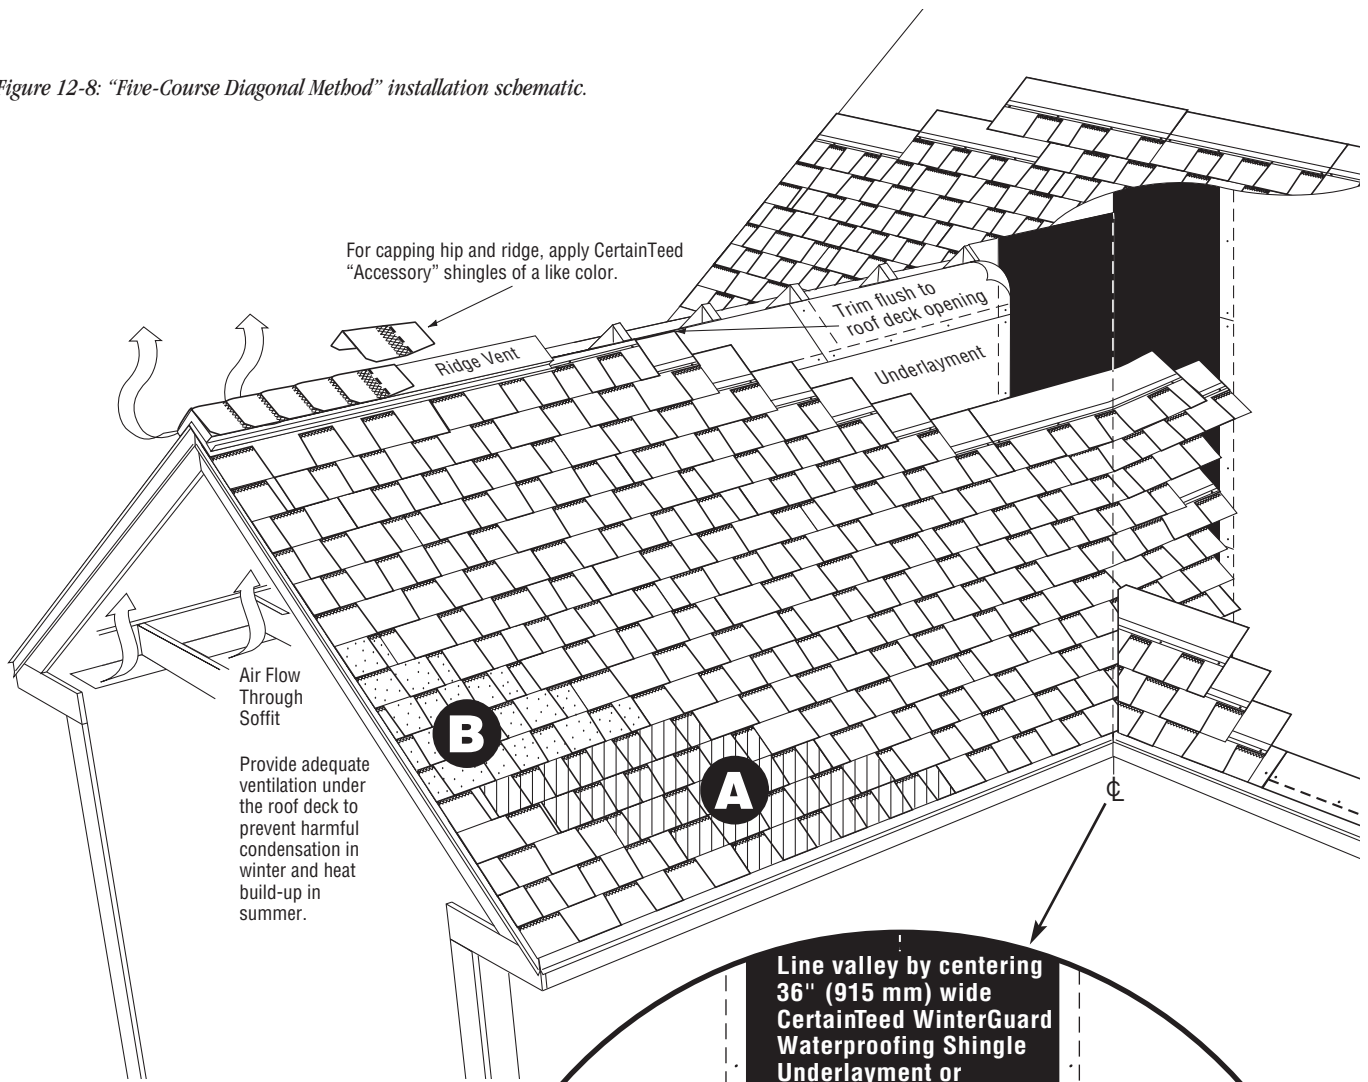 Figure 12-8: “Five-Course Diagonal Method” installation schematic.
For capping hip and ridge, apply CertainTeed
“Accessory” shingles of a like color.
Trim flush to
roof deck opening
Ridge Vent
Underlayment
Air Flow
Through
Soffit
B
A
Provide adequate
ventilation under
the roof deck to
prevent harmful
condensation in
winter and heat
build-up in
summer.
℄
Line valley by centering
36" (915 mm) wide
CertainTeed WinterGuard
Waterproofing Shingle
Underlayment or